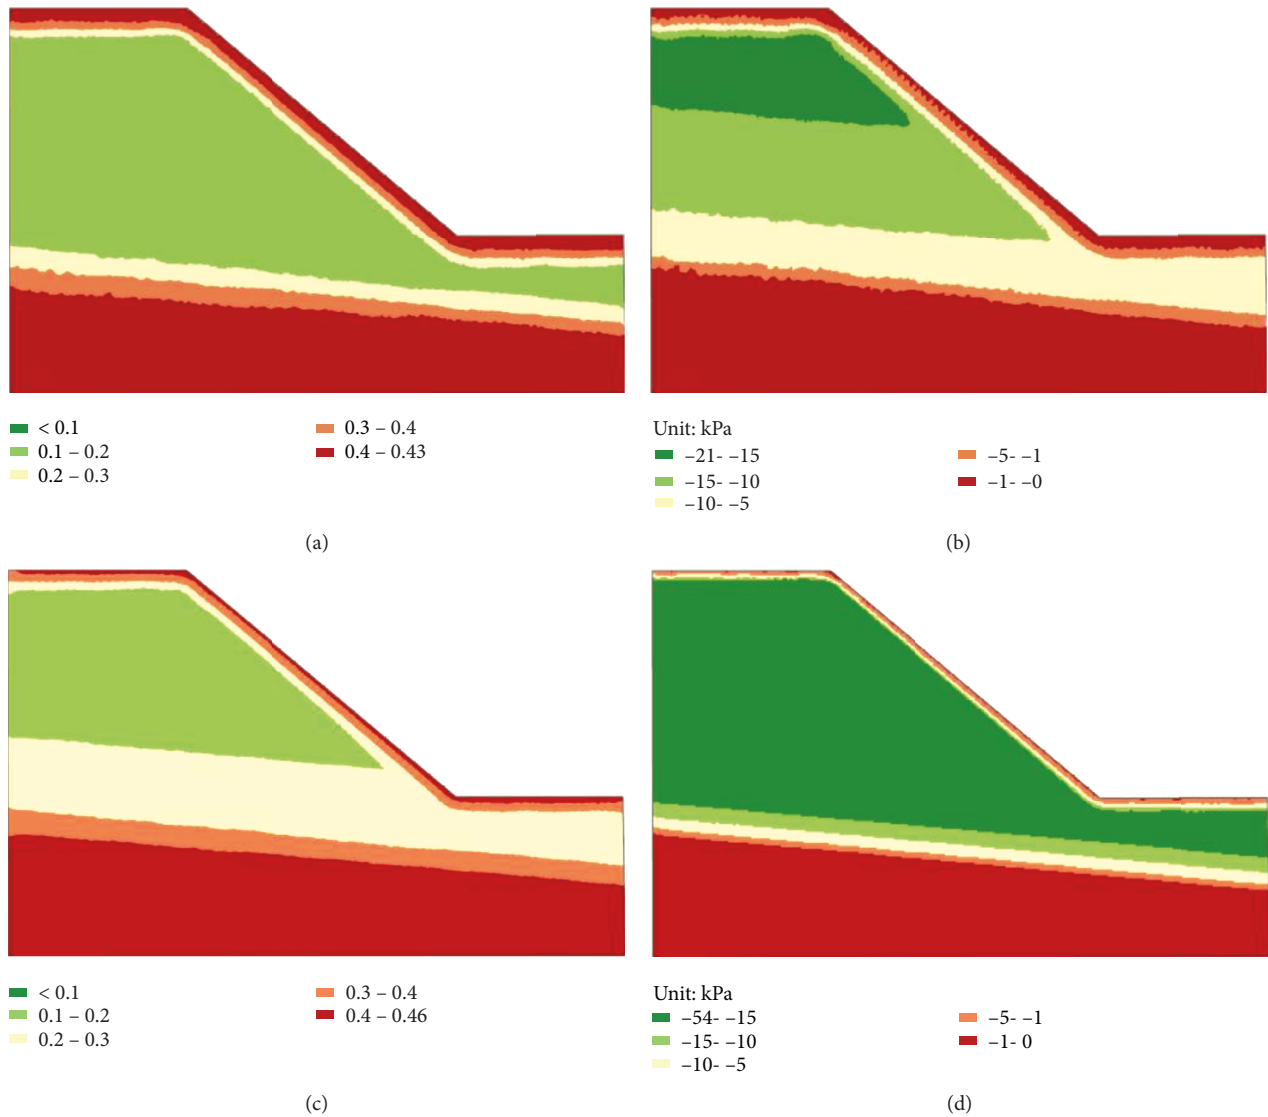 < 0.1
0.1 – 0.2
0.2 – 0.3
0.3 – 0.4
0.4 – 0.43
(a)
Unit: kPa
–21- –15
–15- –10
–10- –5
–5- –1
–1- –0
(b)
< 0.1
0.1 – 0.2
0.2 – 0.3
0.3 – 0.4
0.4 – 0.46
(c)
Unit: kPa
–54- –15
–15- –10
–10- –5
–5- –1
–1- 0
(d)